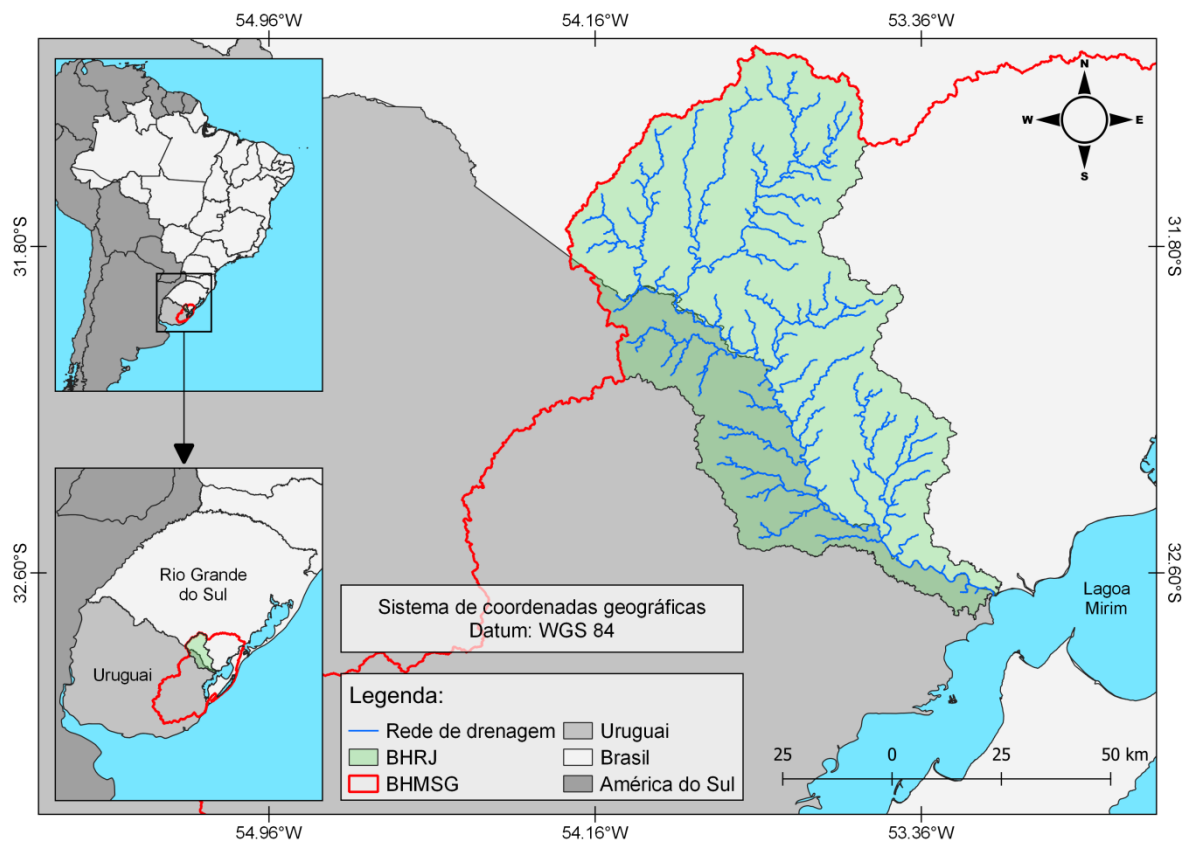 54.96°W
54.16°W
53.36°W
N
W
E
S
31.80°S
31.80°S
Rio Grande
do Sul
Uruguai
32.60°S
32.60°S
Lagoa
Mirim
Sistema de coordenadas geográficas
Datum: WGS 84
Legenda:
Rede de drenagem
Uruguai
BHRJ
Brasil
BHMSG
América do Sul
25
0
50 km
54.96°W
54.16°W
53.36°W